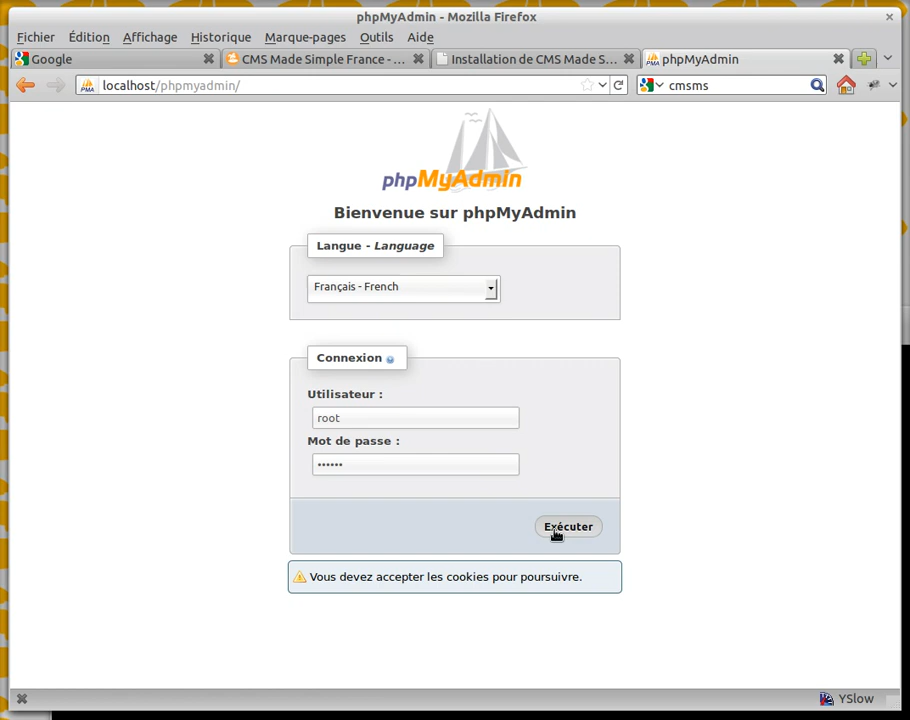 phpMyAdmin - Mozilla Firefox
Fichier Édition Affichage Historique Marque-pages Outils Aide
Google CMS Made Simple France - ... Installation de CMS Made S... phpMyAdmin
localhost/phpmyadmin/ cmsms
phpMyAdmin
Bienvenue sur phpMyAdmin
Langue - Language
Français - French
Connexion
Utilisateur :
root
Mot de passe :
••••••
Exécuter
Vous devez accepter les cookies pour poursuivre.
YSlow